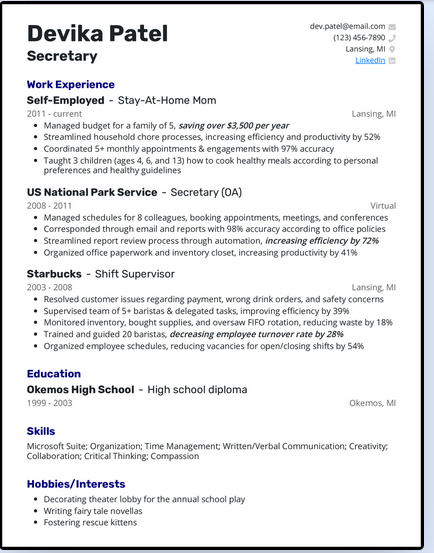 Devika Patel
Secretary
dev.patel@email.com
(123) 456-7890
Lansing, MI
LinkedIn
Work Experience
Self-Employed - Stay-At-Home Mom
2011 - current Lansing, MI
• Managed budget for a family of 5, saving over $3,500 per year
• Streamlined household chore processes, increasing efficiency and productivity by 52%
• Coordinated 5+ monthly appointments & engagements with 97% accuracy
• Taught 3 children (ages 4, 6, and 13) how to cook healthy meals according to personal
preferences and healthy guidelines
US National Park Service - Secretary (OA)
2008 - 2011 Virtual
• Managed schedules for 8 colleagues, booking appointments, meetings, and conferences
• Corresponded through email and reports with 98% accuracy according to office policies
• Streamlined report review process through automation, increasing efficiency by 72%
• Organized office paperwork and inventory closet, increasing productivity by 41%
Starbucks - Shift Supervisor
2003 - 2008 Lansing, MI
• Resolved customer issues regarding payment, wrong drink orders, and safety concerns
• Supervised team of 5+ baristas & delegated tasks, improving efficiency by 39%
• Monitored inventory, bought supplies, and oversaw FIFO rotation, reducing waste by 18%
• Trained and guided 20 baristas, decreasing employee turnover rate by 28%
• Organized employee schedules, reducing vacancies for open/closing shifts by 54%
Education
Okemos High School - High school diploma
1999 - 2003 Okemos, MI
Skills
Microsoft Suite; Organization; Time Management; Written/Verbal Communication; Creativity;
Collaboration; Critical Thinking; Compassion
Hobbies/Interests
• Decorating theater lobby for the annual school play
• Writing fairy tale novellas
• Fostering rescue kittens